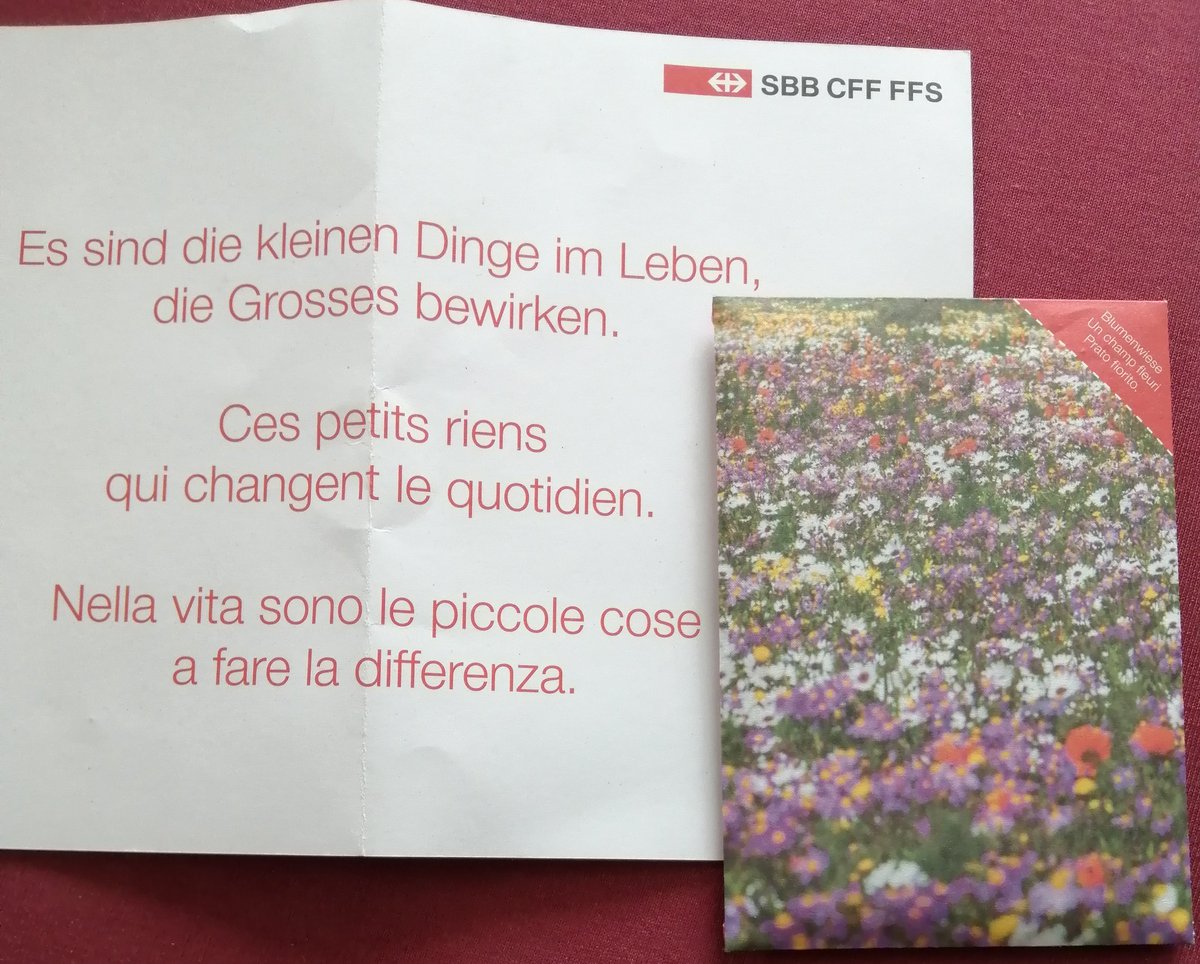 SBB CFF FFS
Es sind die kleinen Dinge im Leben,
die Grosses bewirken.
Ces petits riens
qui changent le quotidien.
Nella vita sono le piccole cose
a fare la differenza.
Blumenwiese
Un champ fleuri
Prato fiorito.